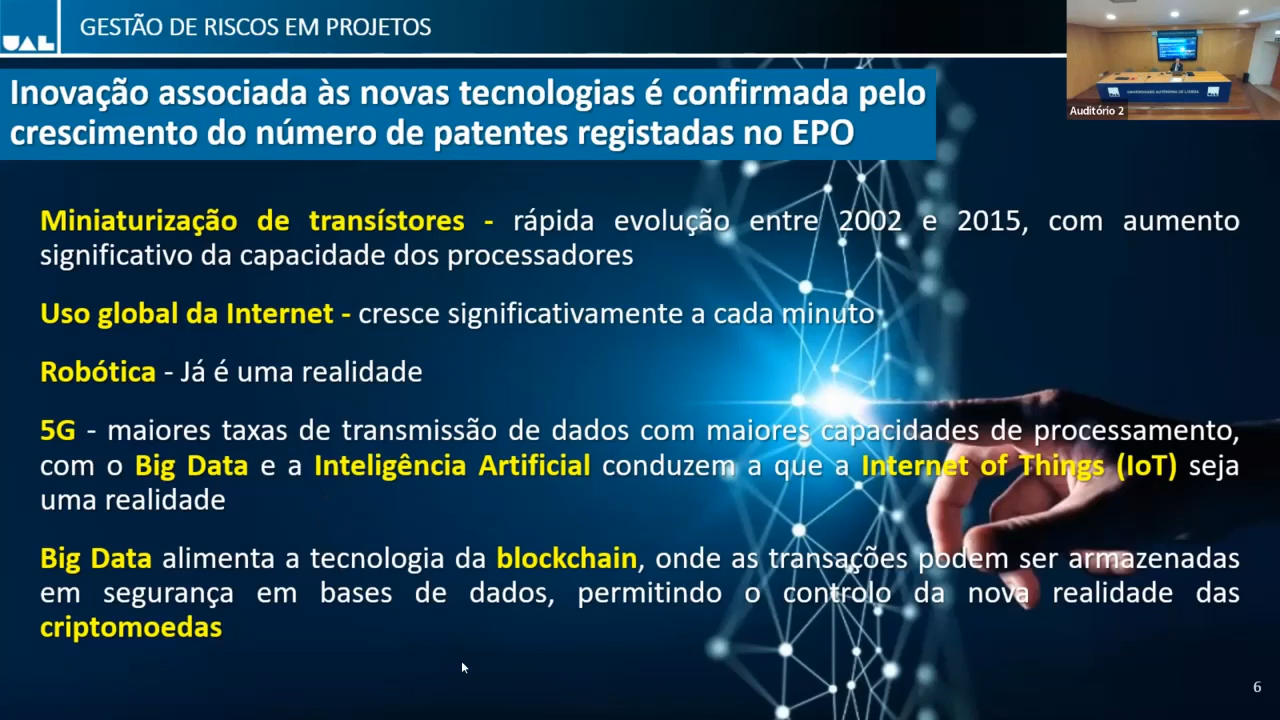 UAL
GESTÃO DE RISCOS EM PROJETOS
Auditório 2
Inovação associada às novas tecnologias é confirmada pelo
crescimento do número de patentes registadas no EPO
Miniaturização de transístores - rápida evolução entre 2002 e 2015, com aumento
significativo da capacidade dos processadores
Uso global da Internet - cresce significativamente a cada minuto
Robótica - Já é uma realidade
5G - maiores taxas de transmissão de dados com maiores capacidades de processamento,
com o Big Data e a Inteligência Artificial conduzem a que a Internet of Things (IoT) seja
uma realidade
Big Data alimenta a tecnologia da blockchain, onde as transações podem ser armazenadas
em segurança em bases de dados, permitindo o controlo da nova realidade das
criptomoedas
6